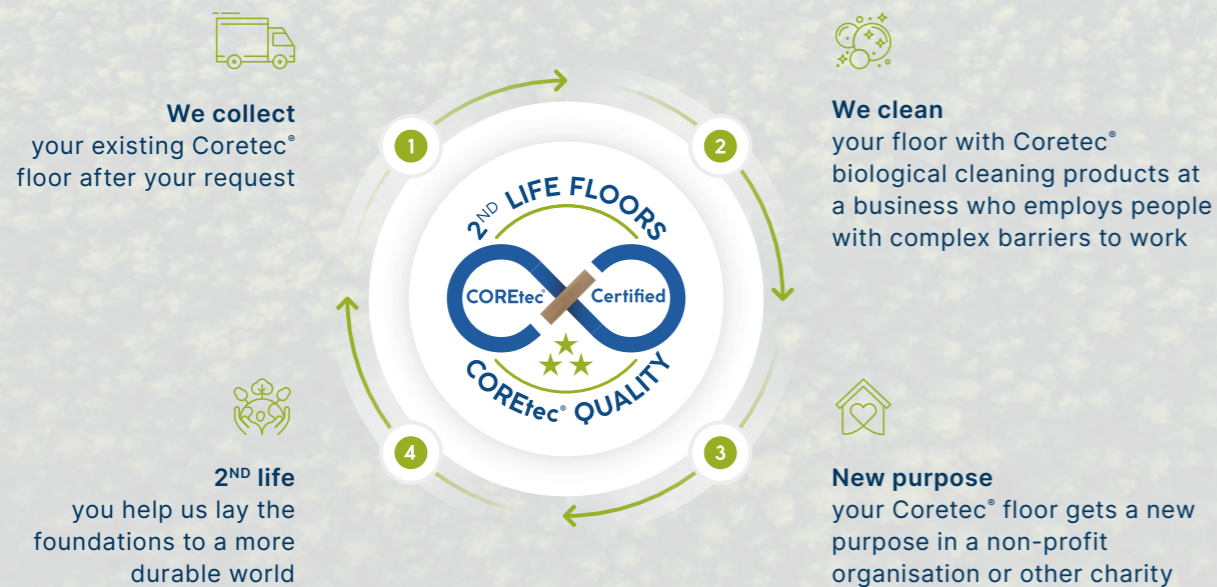 We collect
your existing Coretec®
floor after your request
1
2
We clean
your floor with Coretec®
biological cleaning products at
a business who employs people
with complex barriers to work
2ND LIFE FLOORS
COREtec® Certified
COREtec® QUALITY
4
3
2ND life
you help us lay the
foundations to a more
durable world
New purpose
your Coretec® floor gets a new
purpose in a non-profit
organisation or other charity